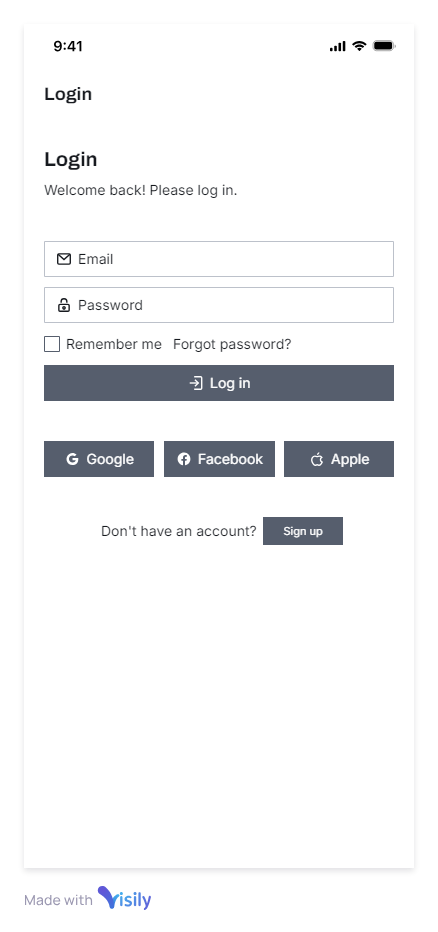 9:41
Login
Login
Welcome back! Please log in.
Email
Password
Remember me Forgot password?
Log in
Google Facebook Apple
Don't have an account? Sign up
Made with Visily